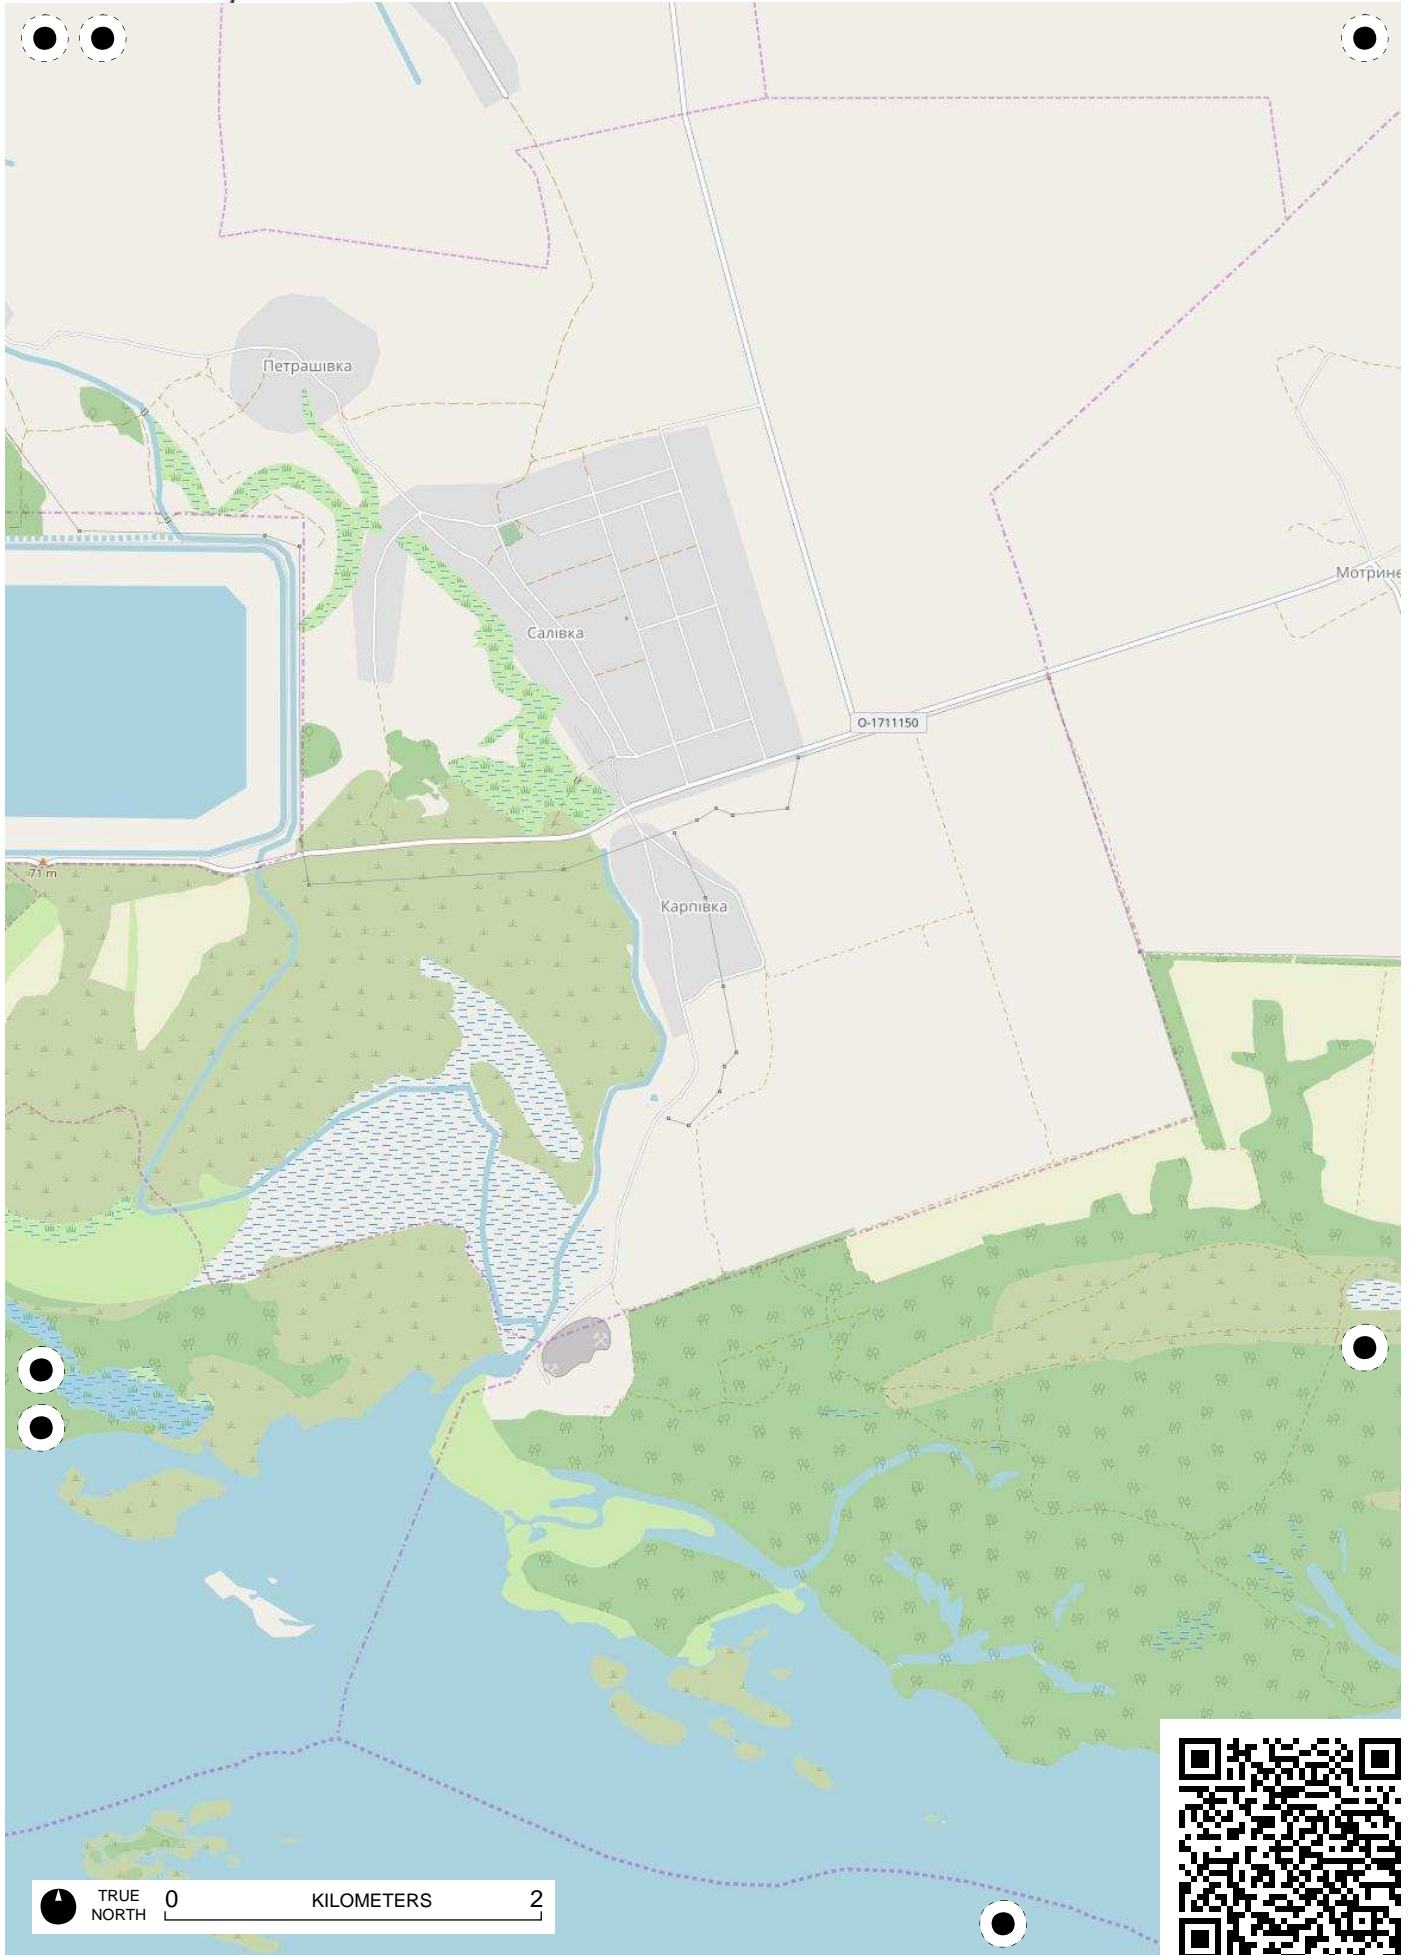 Петрашівка
Мотрине
Салівка
О-1711150
71 m
Карпівка
TRUE
NORTH
0 KILOMETERS 2